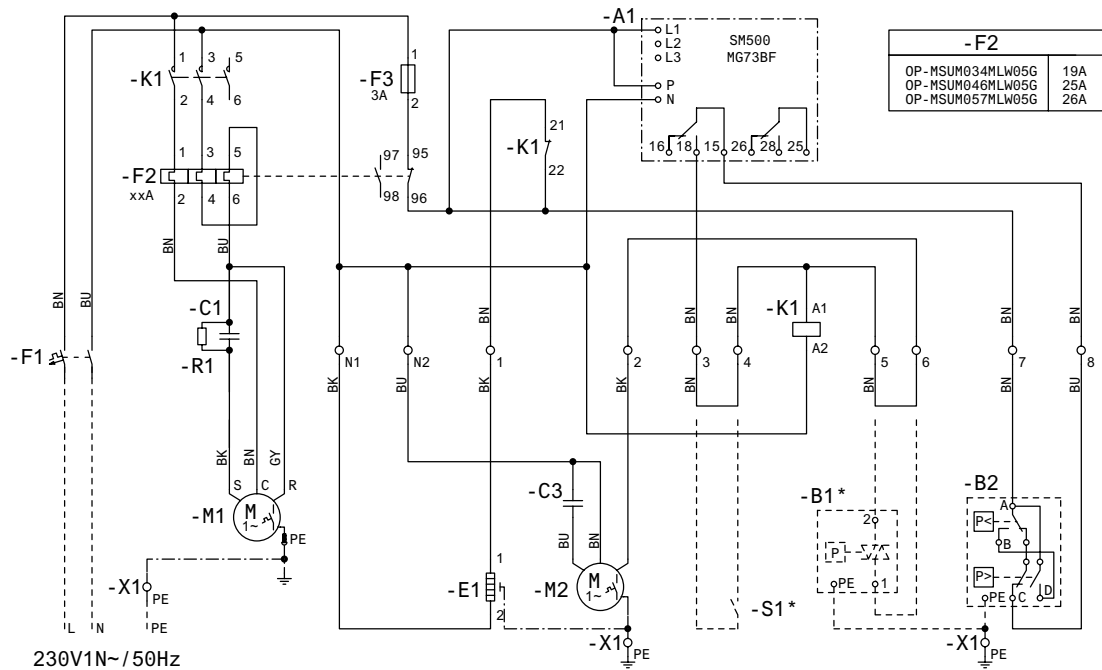 -A1
L1
L2
L3
P
N
SM500
MG73BF
16 18 15 26 28 25
-F2
OP-MSUM034MLW05G 19A
OP-MSUM046MLW05G 25A
OP-MSUM057MLW05G 26A
-K1
1 3 5
2 4 6
-F3
3A
1
2
-K1
21
22
-F2
xxA
1 3 5
2 4 6
97 95
98 96
BN BU
BN BU
-C1
-R1
-F1
N1
N2
1
2
3
4
5
6
7
8
BN BN BN BN BN BN BN BN
-K1
A1
A2
BK BU BK BK BN BN BN BN BN BU
BK BN GY
S C R
-M1
M
1~
PE
-X1
PE
L N PE
230V1N~/50Hz
-E1
1
2
-C3
BU BN
-M2
M
1~
-X1
PE
-S1*
-B1*
2
P
PE
1
-B2
A
P<
B
P>
PE
C
D
-X1
PE